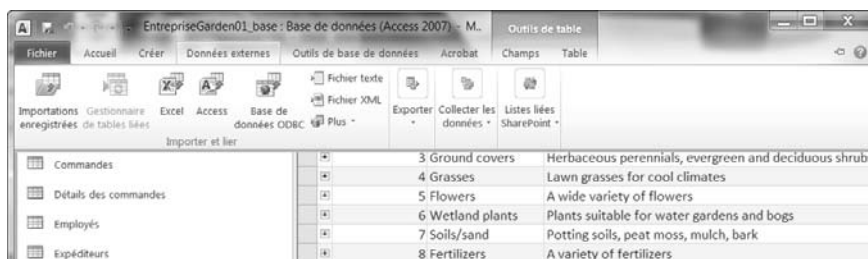 EntrepriseGarden01_base : Base de données (Access 2007) - M..
Outils de table
Fichier Accueil Créer Données externes Outils de base de données Acrobat Champs Table
Importations enregistrées
Gestionnaire de tables liées
Excel
Access
Base de données ODBC
Fichier texte
Fichier XML
Plus
Exporter
Collecter les données
Listes liées SharePoint
Importer et lier
Commandes
Détails des commandes
Employés
Expéditeurs
3 Ground covers Herbaceous perennials, evergreen and deciduous shrub
4 Grasses Lawn grasses for cool climates
5 Flowers A wide variety of flowers
6 Wetland plants Plants suitable for water gardens and bogs
7 Soils/sand Potting soils, peat moss, mulch, bark
8 Fertilizers A variety of fertilizers